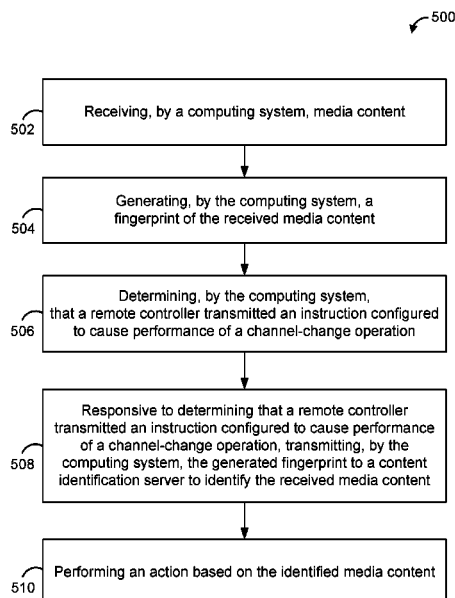 500
Receiving, by a computing system, media content
502
Generating, by the computing system, a
fingerprint of the received media content
504
Determining, by the computing system,
that a remote controller transmitted an instruction configured
to cause performance of a channel-change operation
506
Responsive to determining that a remote controller
transmitted an instruction configured to cause performance
of a channel-change operation, transmitting, by the
computing system, the generated fingerprint to a content
identification server to identify the received media content
508
Performing an action based on the identified media content
510